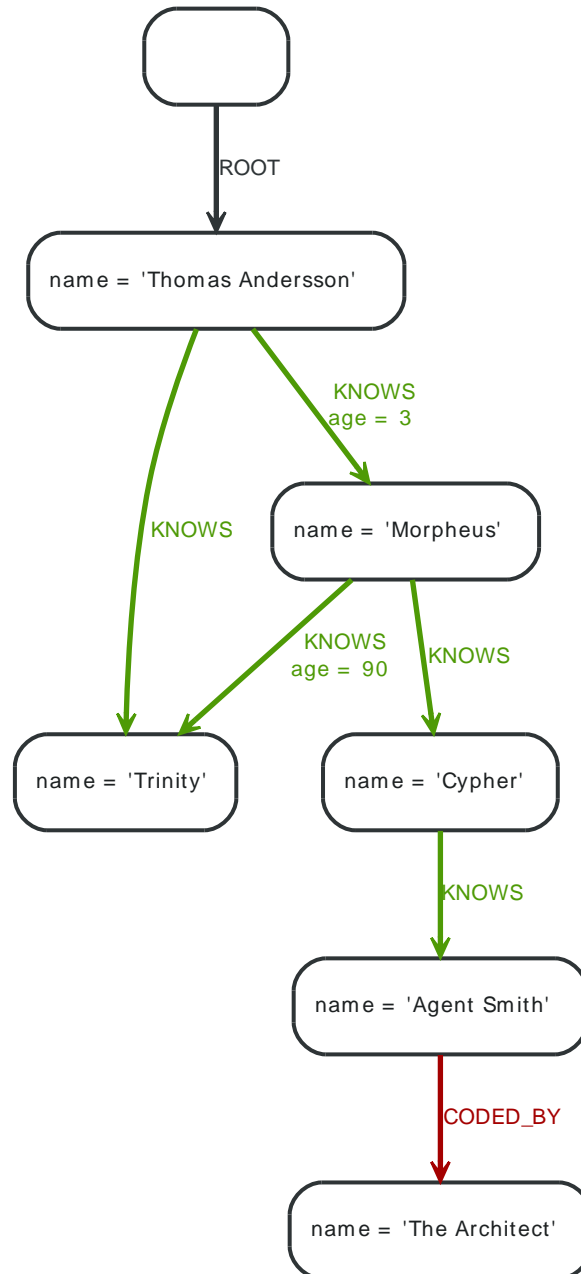 ROOT
name = 'Thomas Andersson'
KNOWS
age = 3
name = 'Morpheus'
KNOWS
KNOWS
age = 90
KNOWS
name = 'Trinity'
name = 'Cypher'
KNOWS
name = 'Agent Smith'
CODED_BY
name = 'The Architect'